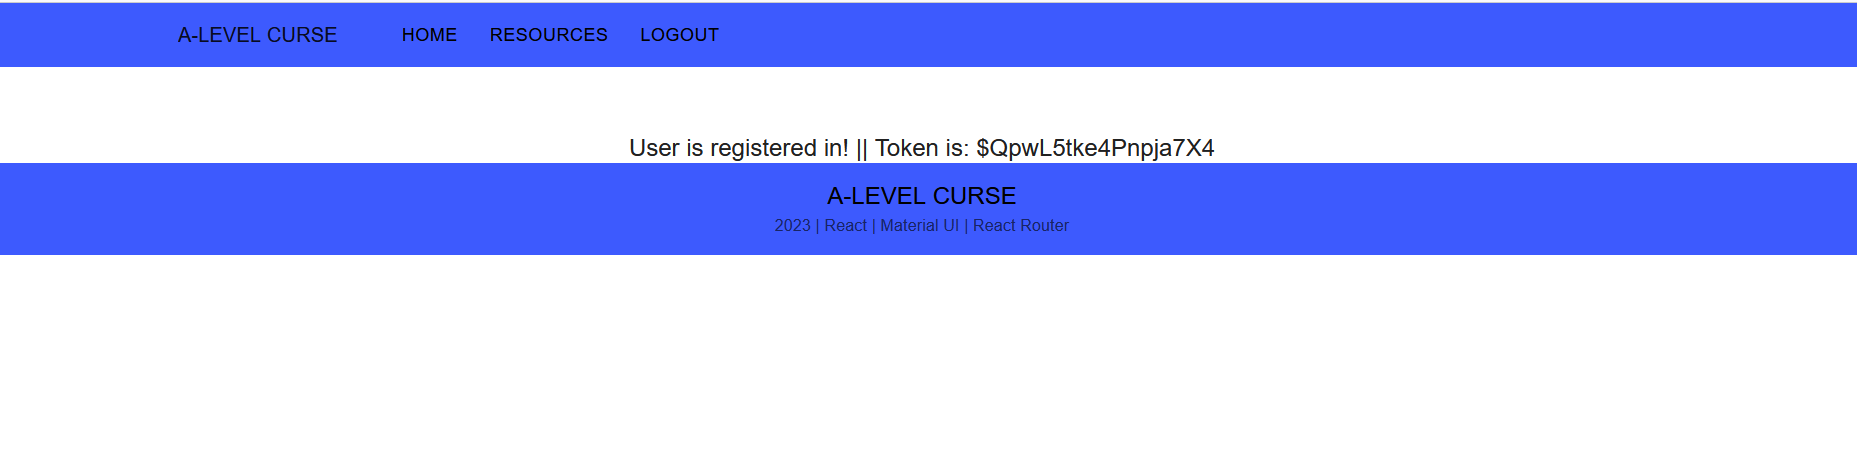 A-LEVEL CURSE HOME RESOURCES LOGOUT
User is registered in! || Token is: $QpwL5tke4Pnpja7X4
A-LEVEL CURSE
2023 | React | Material UI | React Router